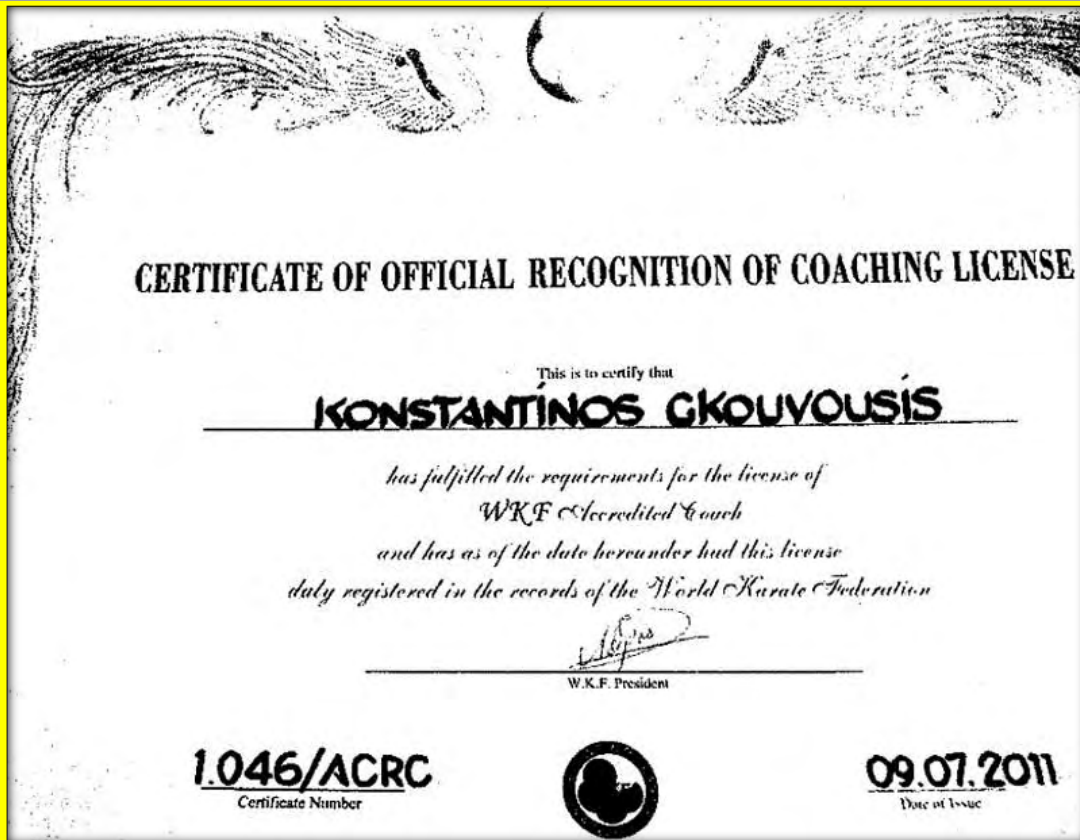 CERTIFICATE OF OFFICIAL RECOGNITION OF COACHING LICENSE
This is to certify that
KONSTANTINOS GKOUVOUSIS
has fulfilled the requirements for the license of
WKF Accredited Coach
and has as of the date hereunder had this license
duly registered in the records of the World Karate Federation
W.K.F. President
1.046/ACRC
Certificate Number
09.07.2011
Date of Issue